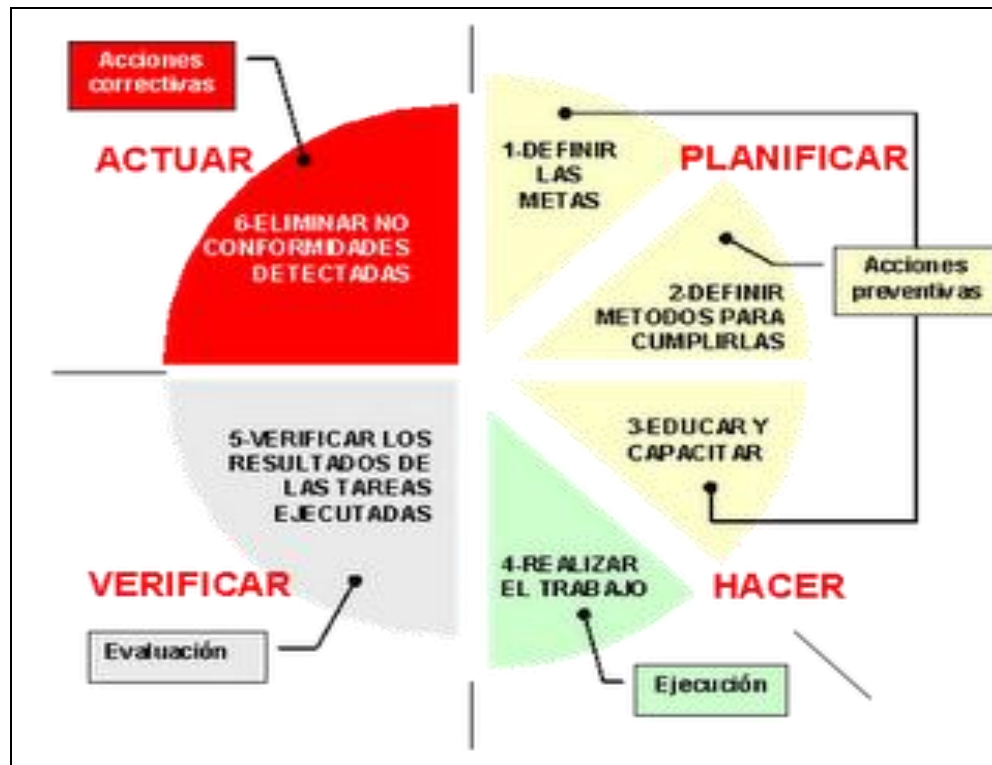 Acciones
correctivas
ACTUAR
6-ELIMINAR NO
CONFORMIDADES
DETECTADAS
1-DEFINIR
LAS
METAS
PLANIFICAR
2-DEFINIR
METODOS PARA
CUMPLIRLAS
Acciones
preventivas
3-EDUCAR Y
CAPACITAR
HACER
4-REALIZAR
EL TRABAJO
Ejecución
5-VERIFICAR LOS
RESULTADOS DE
LAS TAREAS
EJECUTADAS
VERIFICAR
Evaluación